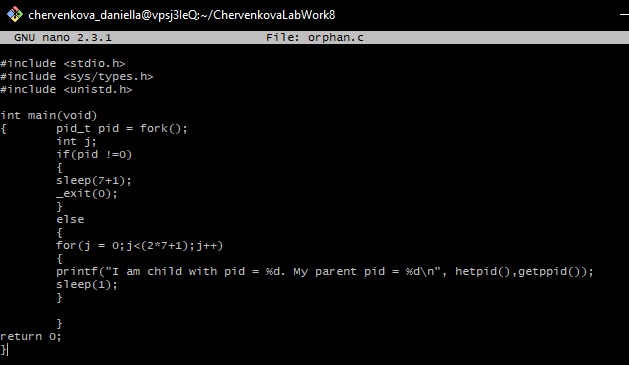 chervenkova_daniella@vpsj3leQ:~/ChervenkovaLabWork8
GNU nano 2.3.1 File: orphan.c
#include <stdio.h>
#include <sys/types.h>
#include <unistd.h>
int main(void)
{ pid_t pid = fork();
int j;
if(pid !=0)
{
sleep(7+1);
_exit(0);
}
else
{
for(j = 0;j<(2*7+1);j++)
{
printf("I am child with pid = %d. My parent pid = %d\n", hetpid(),getppid());
sleep(1);
}
}
return 0;
}